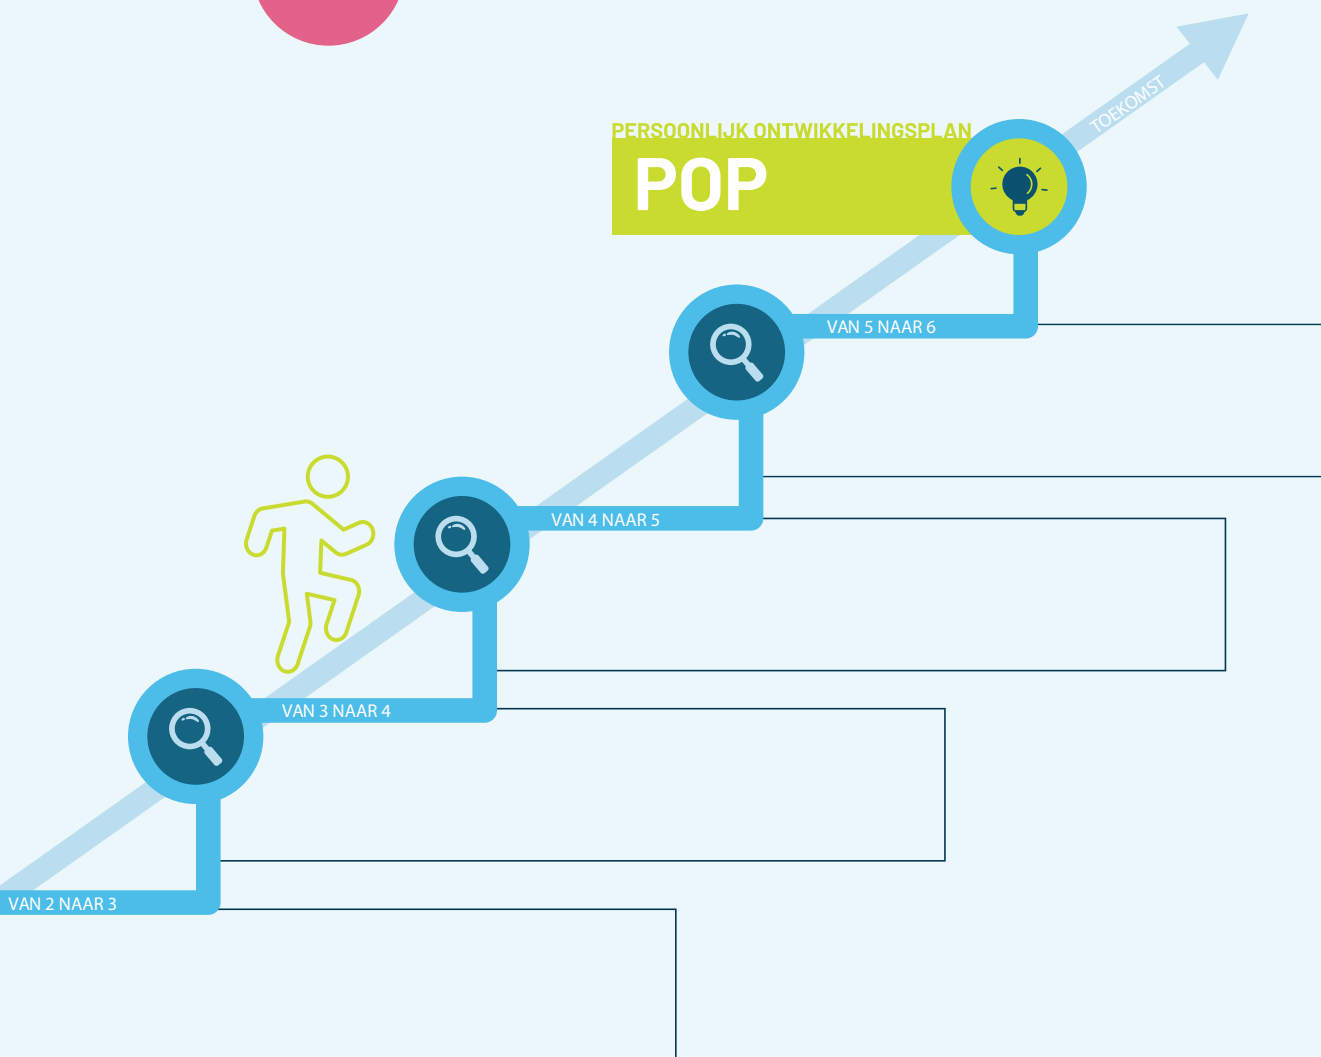 TOEKOMST
PERSOONLIJK ONTWIKKELINGSPLAN
POP
VAN 5 NAAR 6
VAN 4 NAAR 5
VAN 3 NAAR 4
VAN 2 NAAR 3